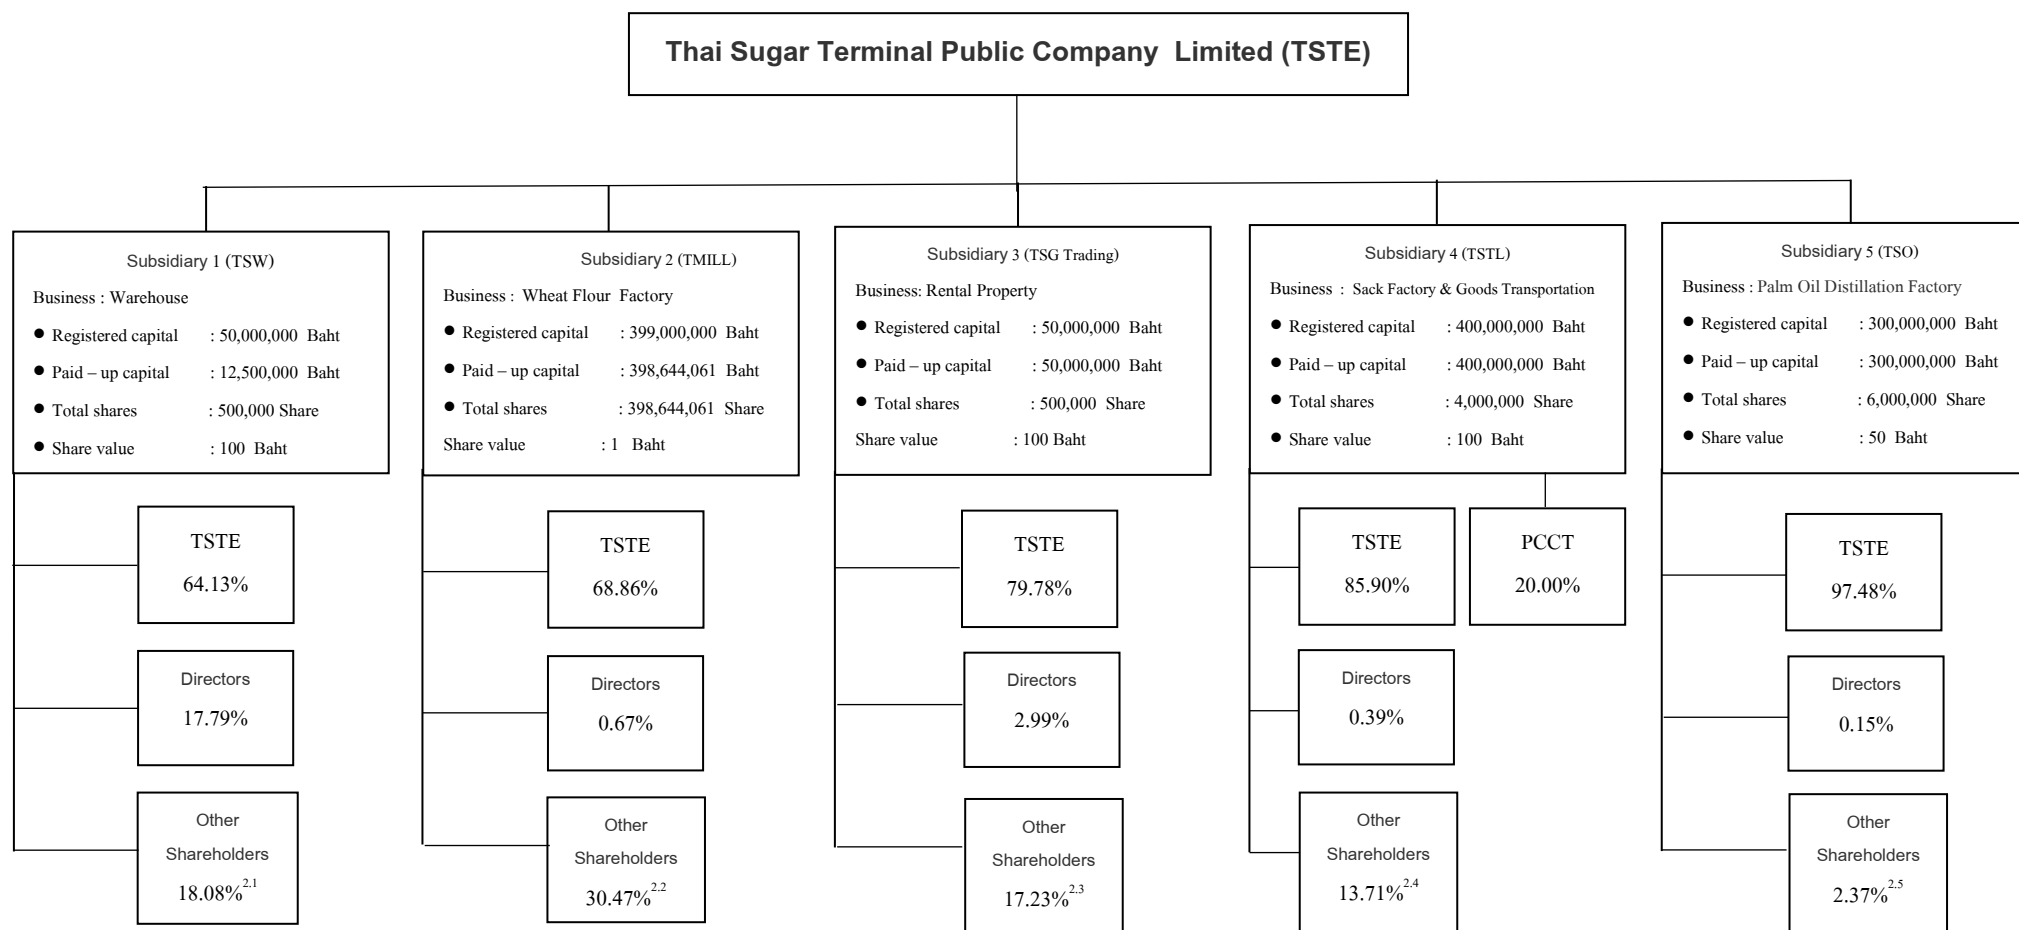 Thai Sugar Terminal Public Company Limited (TSTE)
Subsidiary 1 (TSW)
Business : Warehouse
● Registered capital : 50,000,000 Baht
● Paid – up capital : 12,500,000 Baht
● Total shares : 500,000 Share
● Share value : 100 Baht
Subsidiary 2 (TMILL)
Business : Wheat Flour Factory
● Registered capital : 399,000,000 Baht
● Paid – up capital : 398,644,061 Baht
● Total shares : 398,644,061 Share
Share value : 1 Baht
Subsidiary 3 (TSG Trading)
Business: Rental Property
● Registered capital : 50,000,000 Baht
● Paid – up capital : 50,000,000 Baht
● Total shares : 500,000 Share
Share value : 100 Baht
Subsidiary 4 (TSTL)
Business : Sack Factory & Goods Transportation
● Registered capital : 400,000,000 Baht
● Paid – up capital : 400,000,000 Baht
● Total shares : 4,000,000 Share
● Share value : 100 Baht
Subsidiary 5 (TSO)
Business : Palm Oil Distillation Factory
● Registered capital : 300,000,000 Baht
● Paid – up capital : 300,000,000 Baht
● Total shares : 6,000,000 Share
● Share value : 50 Baht
TSTE
64.13%
TSTE
68.86%
TSTE
79.78%
TSTE
85.90%
PCCT
20.00%
TSTE
97.48%
Directors
17.79%
Directors
0.67%
Directors
2.99%
Directors
0.39%
Directors
0.15%
Other
Shareholders
18.08%2.1
Other
Shareholders
30.47%2.2
Other
Shareholders
17.23%2.3
Other
Shareholders
13.71%2.4
Other
Shareholders
2.37%2.5